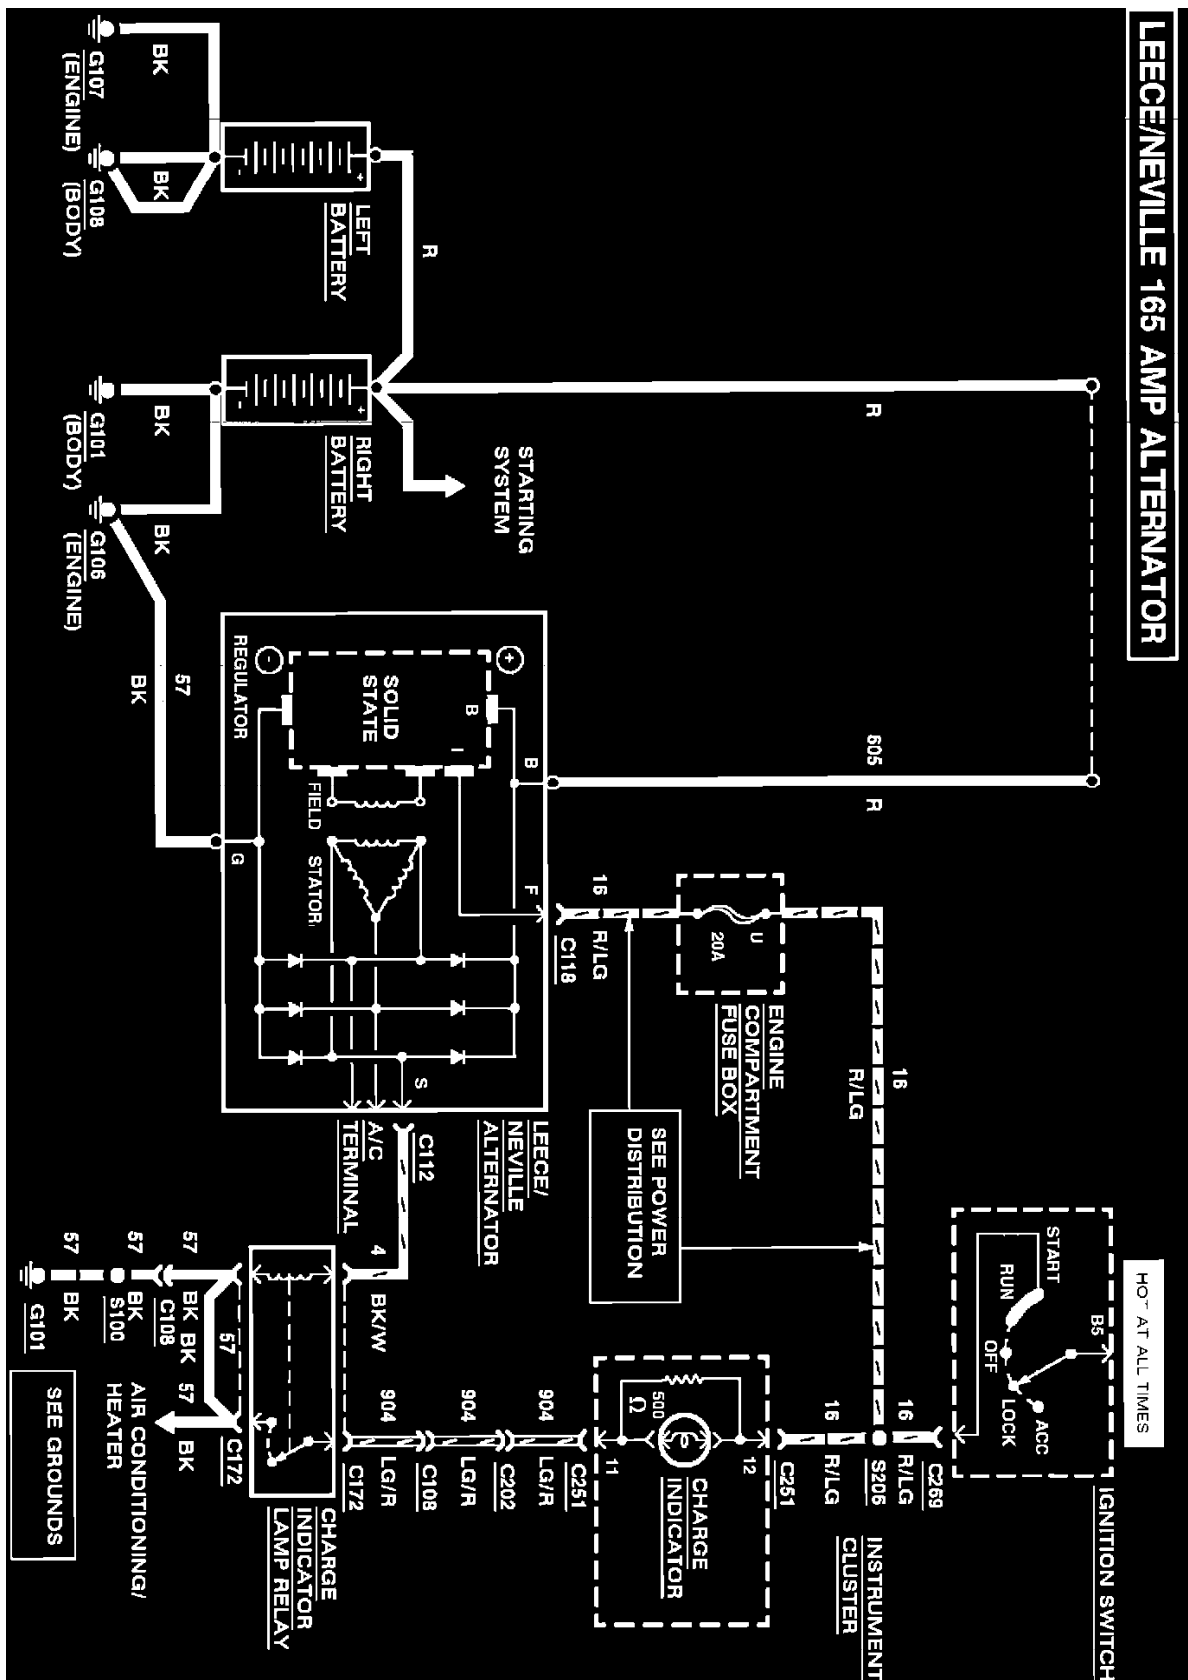 LEECE/NEVILLE 165 AMP ALTERNATOR
HOT AT ALL TIMES
IGNITION SWITCH
B5
START
RUN
OFF
LOCK
ACC
C269
16
R/LG
S206
16
R/LG
C251
INSTRUMENT
CLUSTER
12
CHARGE
INDICATOR
500
Ω
11
C251
904
LG/R
C202
904
LG/R
C108
904
LG/R
C172
16
R/LG
SEE POWER
DISTRIBUTION
ENGINE
COMPARTMENT
FUSE BOX
U
20A
16
R/LG
C118
605
R
R
STARTING
SYSTEM
R
LEFT
BATTERY
+
-
RIGHT
BATTERY
+
-
BK
G107
(ENGINE)
BK
G108
(BODY)
BK
G101
(BODY)
BK
G106
(ENGINE)
57
BK
+
-
REGULATOR
SOLID
STATE
B
I
B
FIELD
STATOR
F
G
S
LEECE/
NEVILLE
ALTERNATOR
A/C
TERMINAL
C112
4
BK/W
CHARGE
INDICATOR
LAMP RELAY
C172
57
57
BK
BK
C108
57
BK
S100
57
BK
G101
57
BK
AIR CONDITIONING/
HEATER
SEE GROUNDS